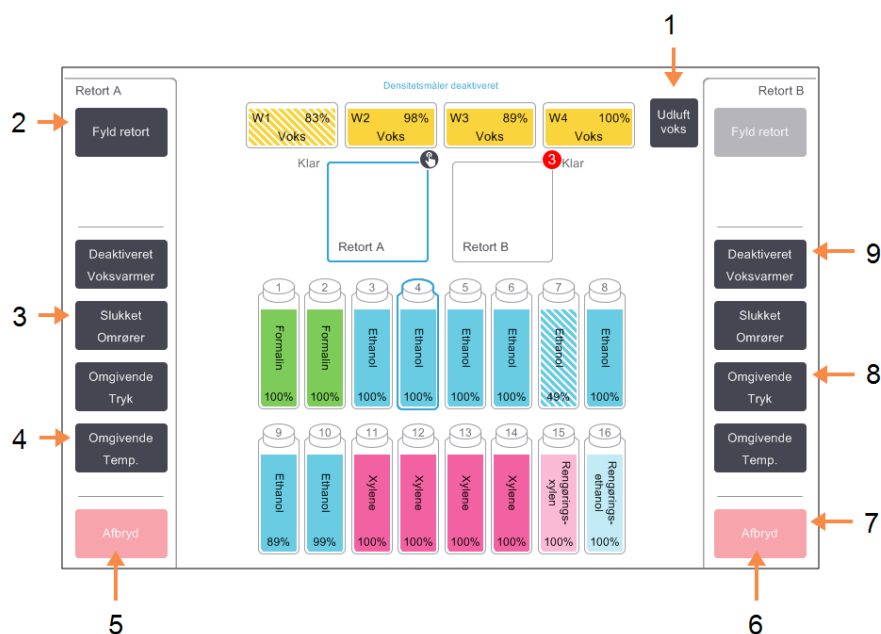 1
Densitetsmåler deaktiveret
Retort A
Retort B
2
Fyld retort
W1 83%
Voks
W2 98%
Voks
W3 89%
Voks
W4 100%
Voks
Udluft
voks
Fyld retort
Klar
3
Klar
Retort A
Retort B
Deaktiveret
Voksvarmer
Deaktiveret
Voksvarmer
9
3
Slukket
Omrører
Slukket
Omrører
Omgivende
Tryk
Omgivende
Tryk
8
4
Omgivende
Temp.
Omgivende
Temp.
1
Formalin
100%
2
Formalin
100%
3
Ethanol
100%
4
Ethanol
100%
5
Ethanol
100%
6
Ethanol
100%
7
Ethanol
49%
8
Ethanol
100%
9
Ethanol
89%
10
Ethanol
99%
11
Xylene
100%
12
Xylene
100%
13
Xylene
100%
14
Xylene
100%
15
Rengørings-
xylen
100%
16
Rengørings-
ethanol
100%
Afbryd
Afbryd
7
5
6